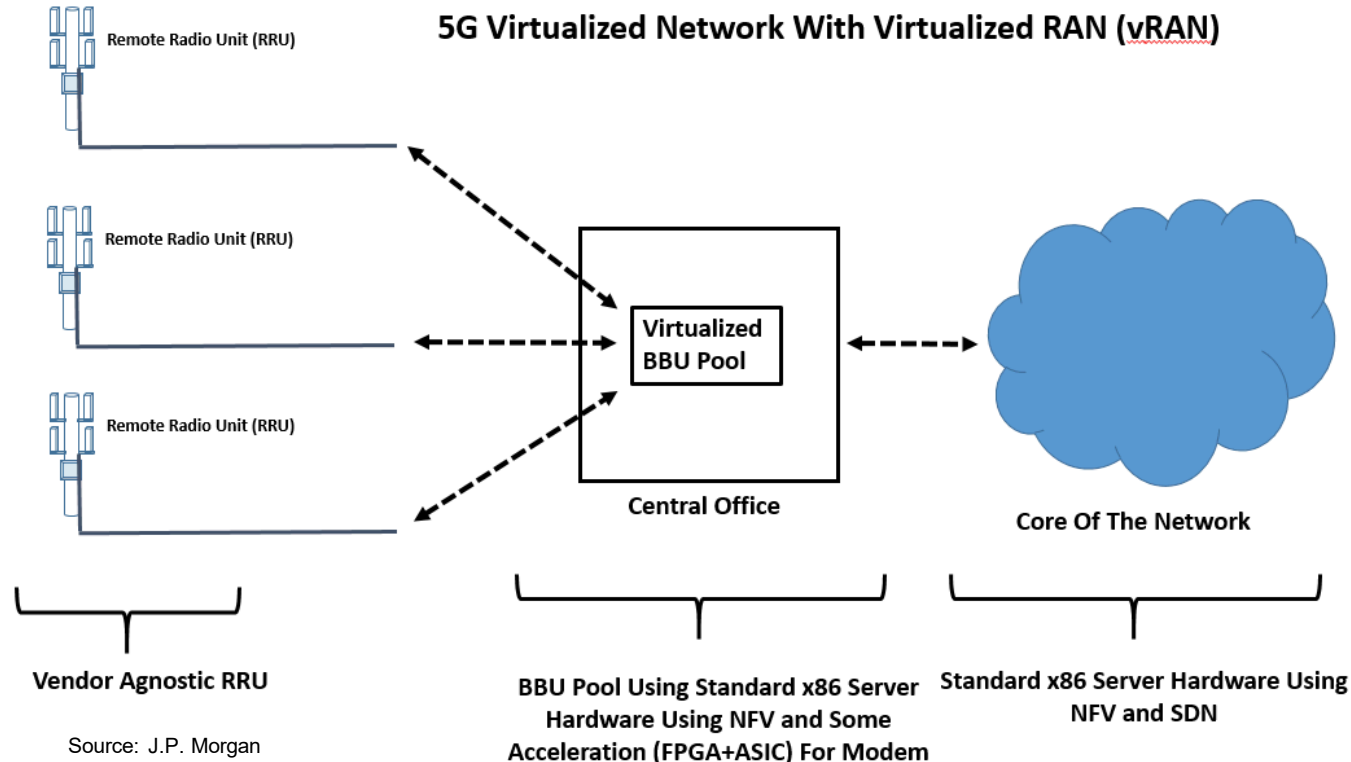 5G Virtualized Network With Virtualized RAN (vRAN)
Remote Radio Unit (RRU)
Remote Radio Unit (RRU)
Remote Radio Unit (RRU)
Virtualized
BBU Pool
Central Office
Core Of The Network
Vendor Agnostic RRU
BBU Pool Using Standard x86 Server
Hardware Using NFV and Some
Acceleration (FPGA+ASIC) For Modem
Standard x86 Server Hardware Using
NFV and SDN
Source: J.P. Morgan